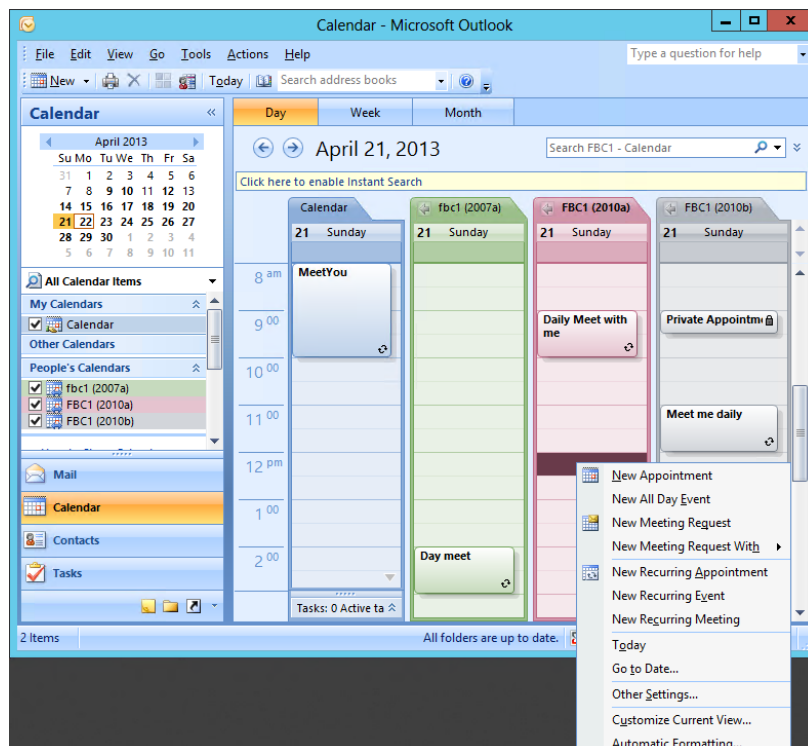 Calendar - Microsoft Outlook
File Edit View Go Tools Actions Help
Type a question for help
New Today Search address books
Calendar «
Day Week Month
April 2013
Su Mo Tu We Th Fr Sa
31 1 2 3 4 5 6
7 8 9 10 11 12 13
14 15 16 17 18 19 20
21 22 23 24 25 26 27
28 29 30 1 2 3 4
5 6 7 8 9 10 11
All Calendar Items
My Calendars
Calendar
Other Calendars
People's Calendars
fbc1 (2007a)
FBC1 (2010a)
FBC1 (2010b)
Mail
Calendar
Contacts
Tasks
April 21, 2013
Search FBC1 - Calendar
Click here to enable Instant Search
Calendar fbc1 (2007a) FBC1 (2010a) FBC1 (2010b)
21 Sunday 21 Sunday 21 Sunday 21 Sunday
8 am
9 00
10 00
11 00
12 pm
1 00
2 00
MeetYou
Day meet
Daily Meet with
me
Private Appointm
Meet me daily
Tasks: 0 Active ta
New Appointment
New All Day Event
New Meeting Request
New Meeting Request With
New Recurring Appointment
New Recurring Event
New Recurring Meeting
Today
Go to Date...
Other Settings...
Customize Current View...
Automatic Formatting...
2 Items
All folders are up to date.